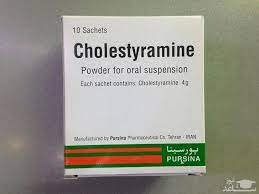 10 Sachets
Cholestyramine
Powder for oral suspension
Each sachet contains: Cholestyramine 4g
Manufactured by Pursina Pharmaceutical Co. Tehran - IRAN
پورسینا
PURSINA